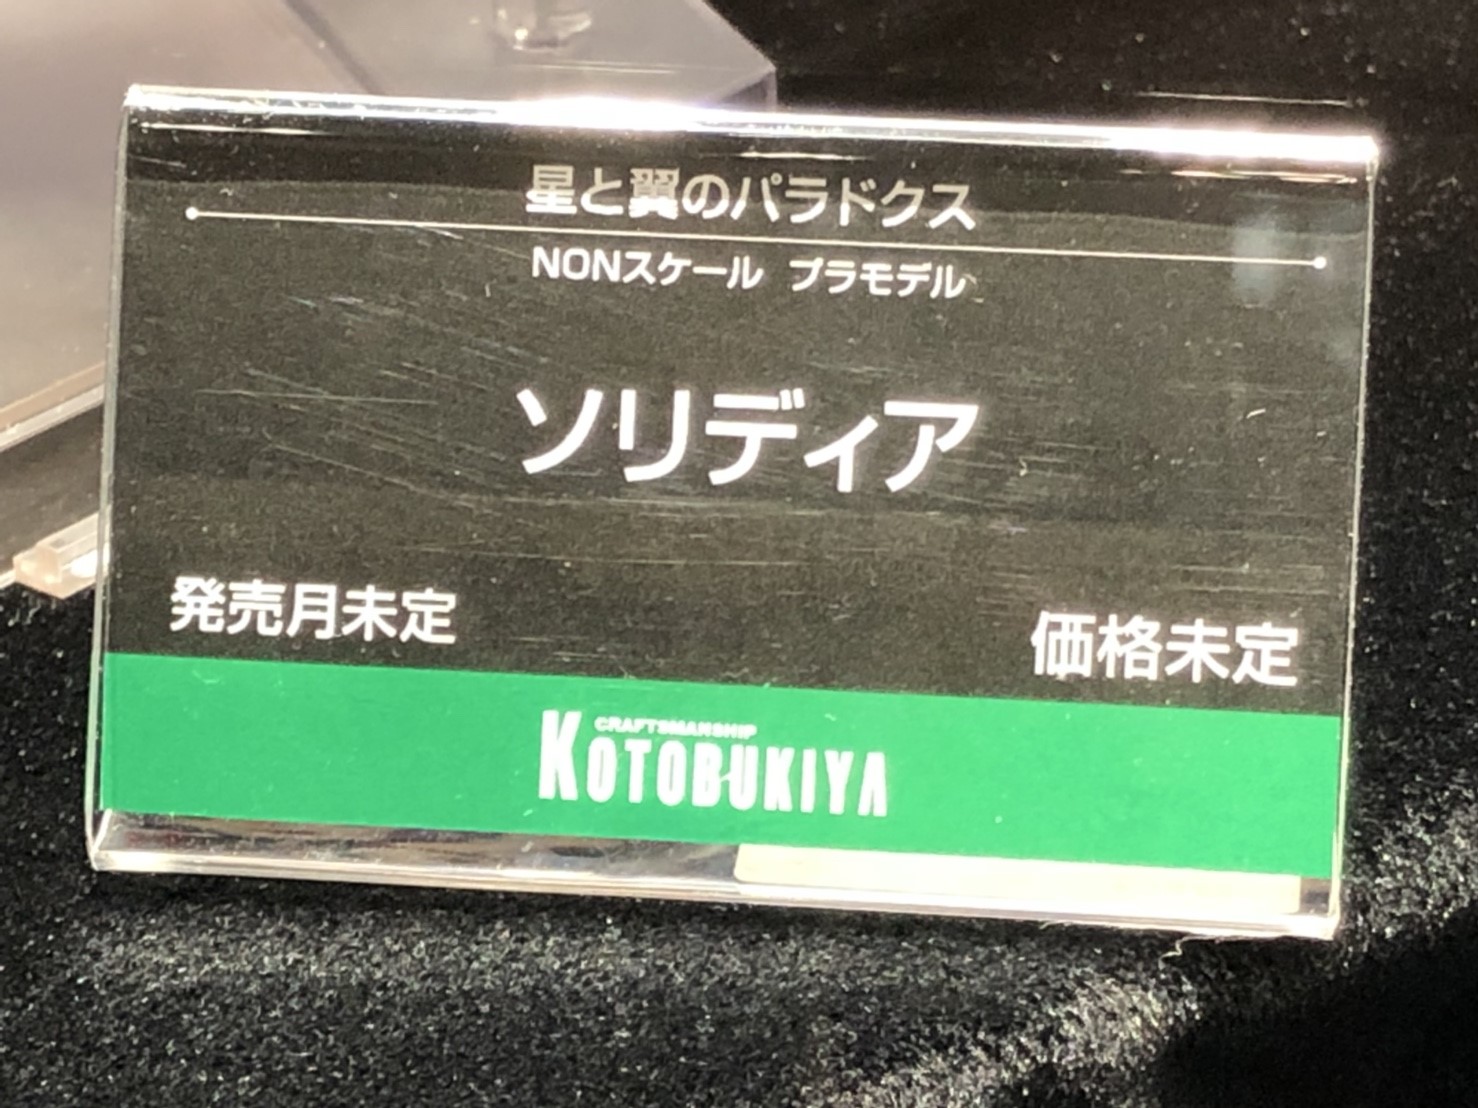 星と翼のパラドクス
NONスケール プラモデル
ソリディア
発売月未定
価格未定
CRAFTSMANSHIP
KOTOBUKIYA